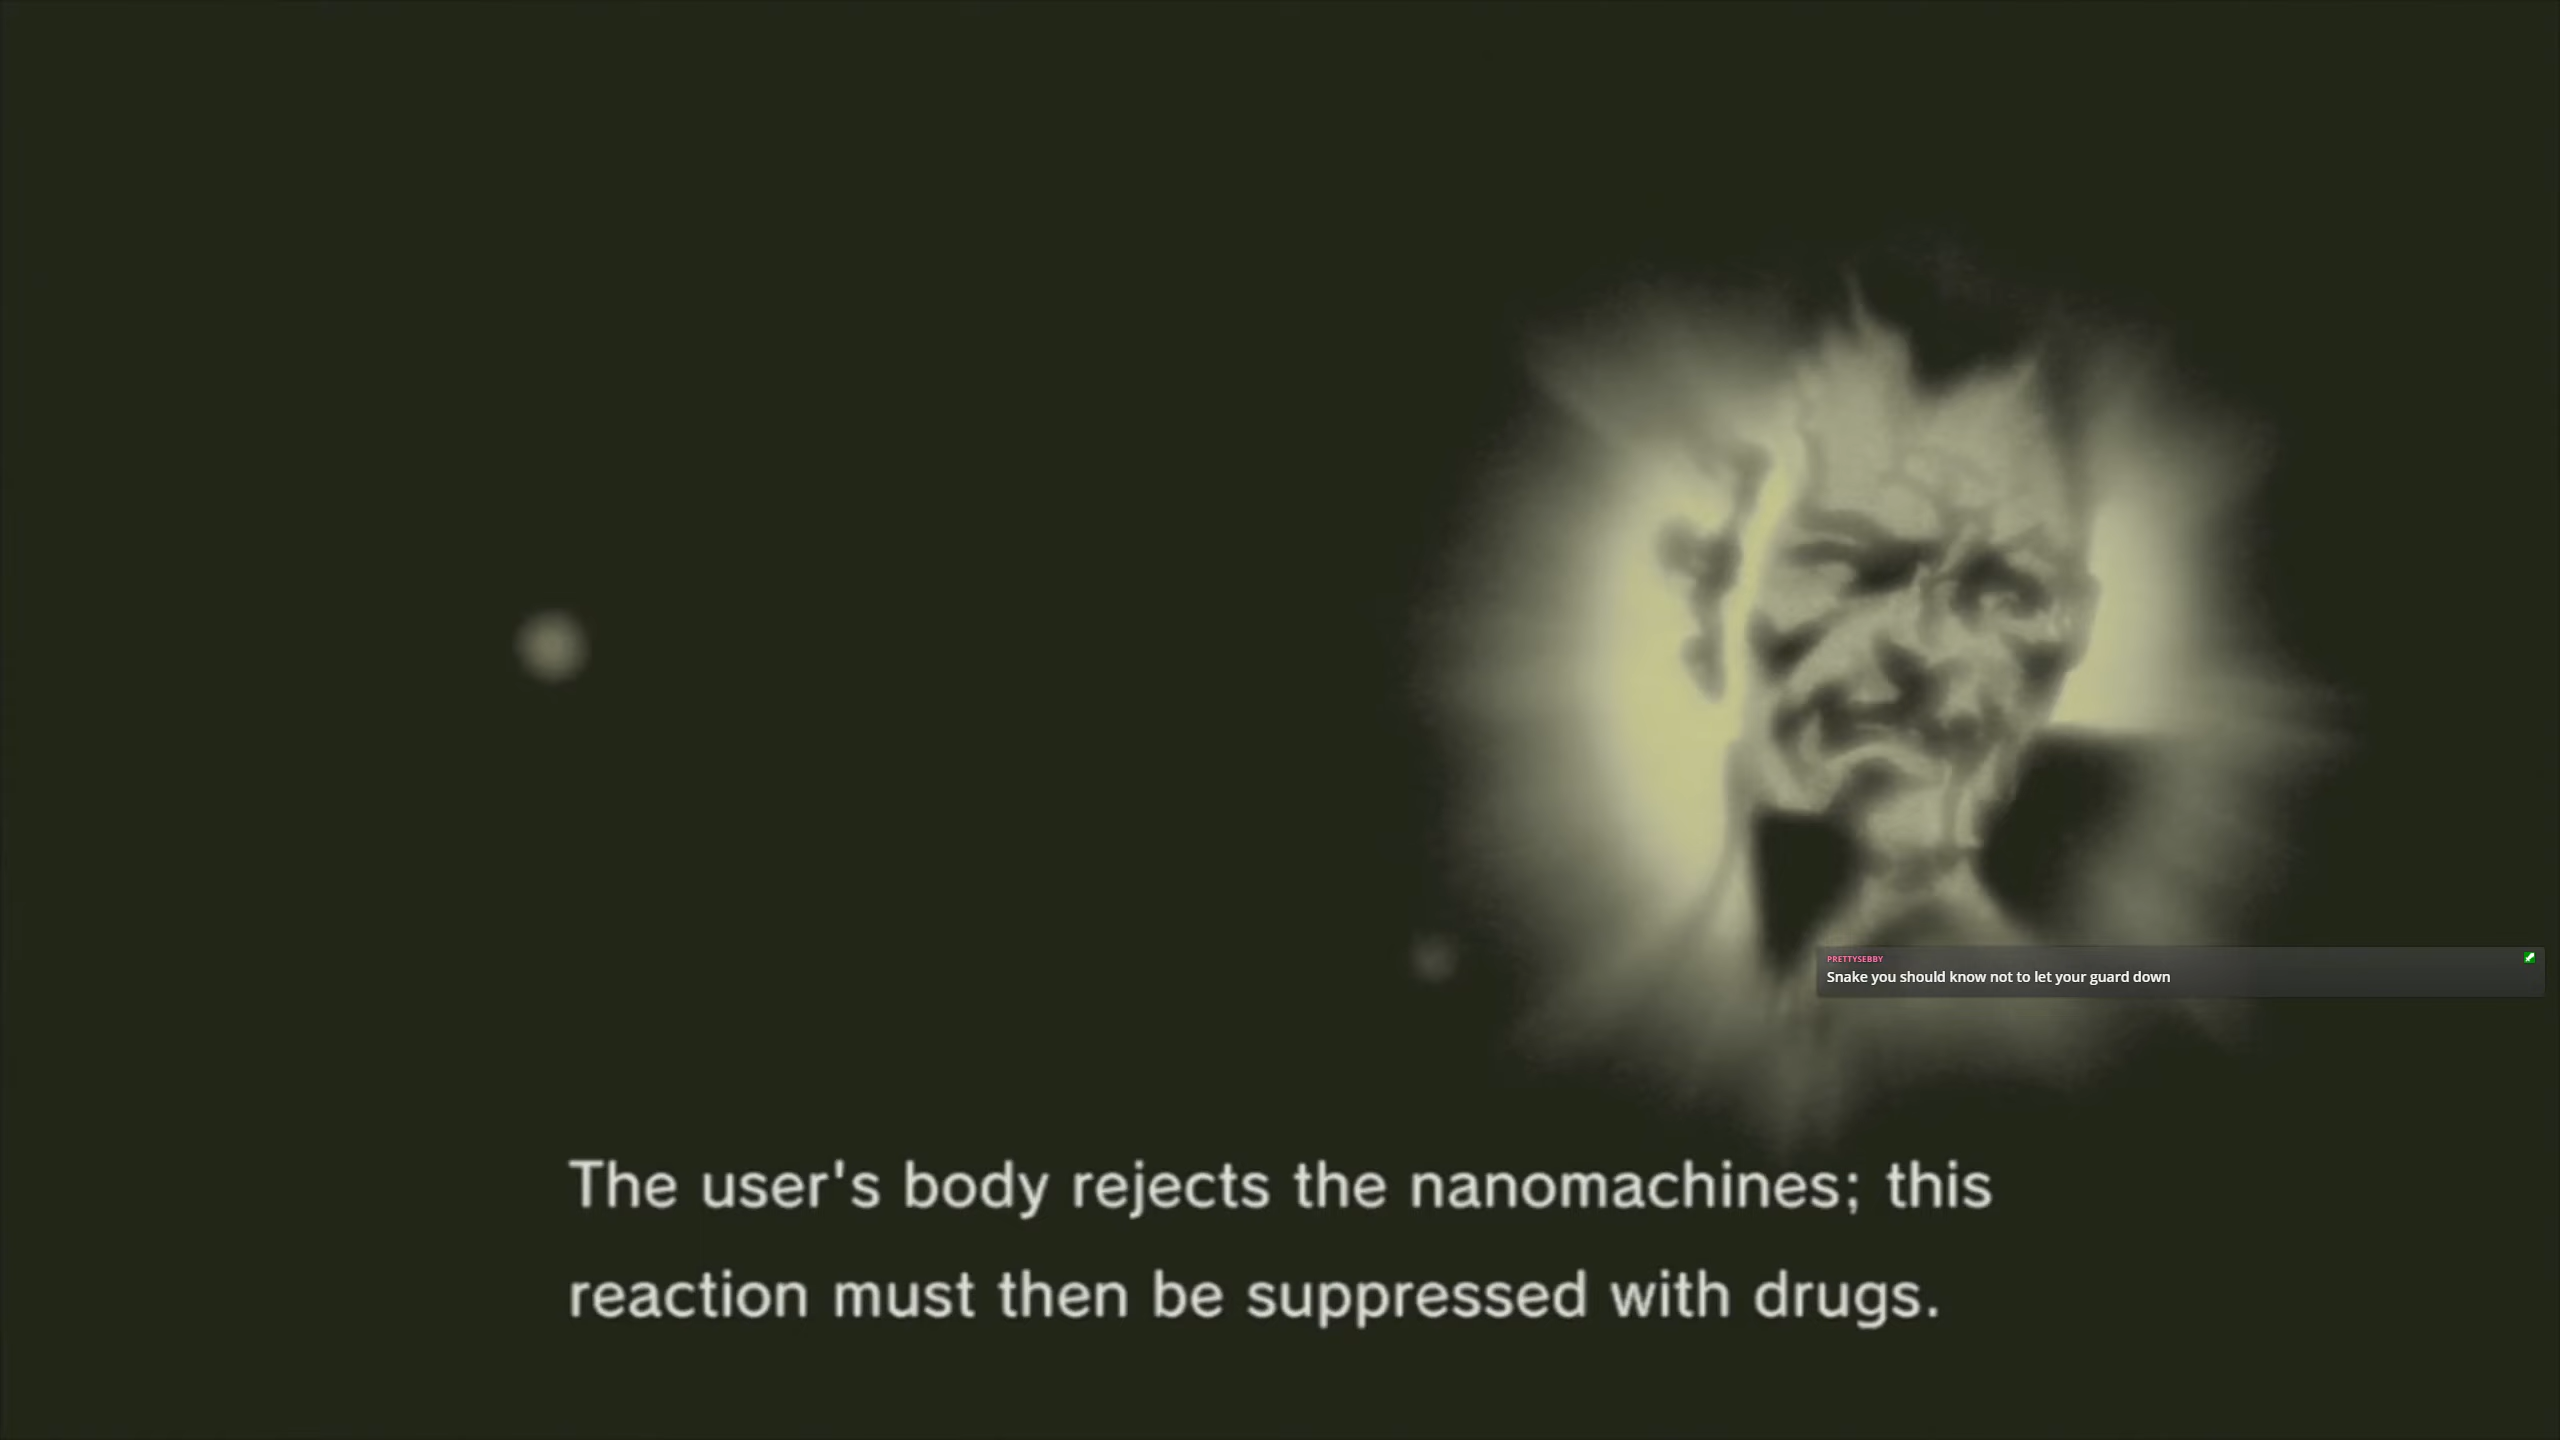 PRETTYSEBBY
Snake you should know not to let your guard down
The user's body rejects the nanomachines; this
reaction must then be suppressed with drugs.